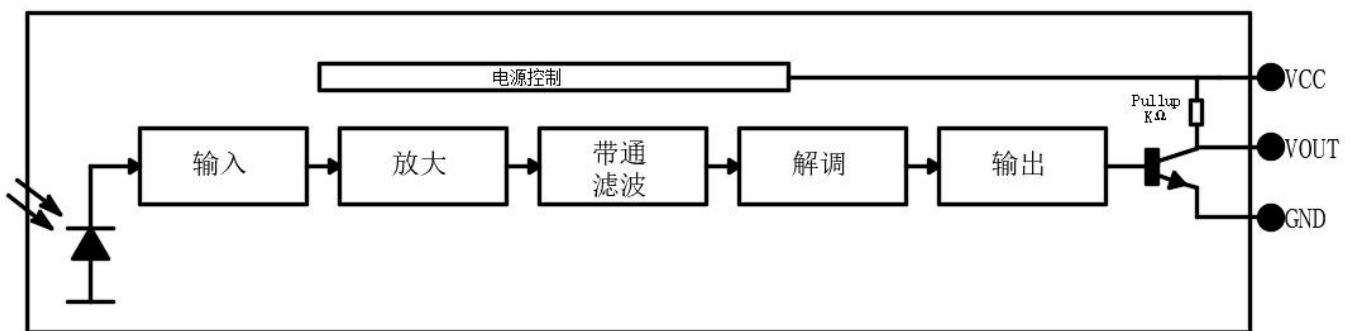 电源控制
VCC
Pullup
KΩ
输入
放大
带通
滤波
解调
输出
VOUT
GND